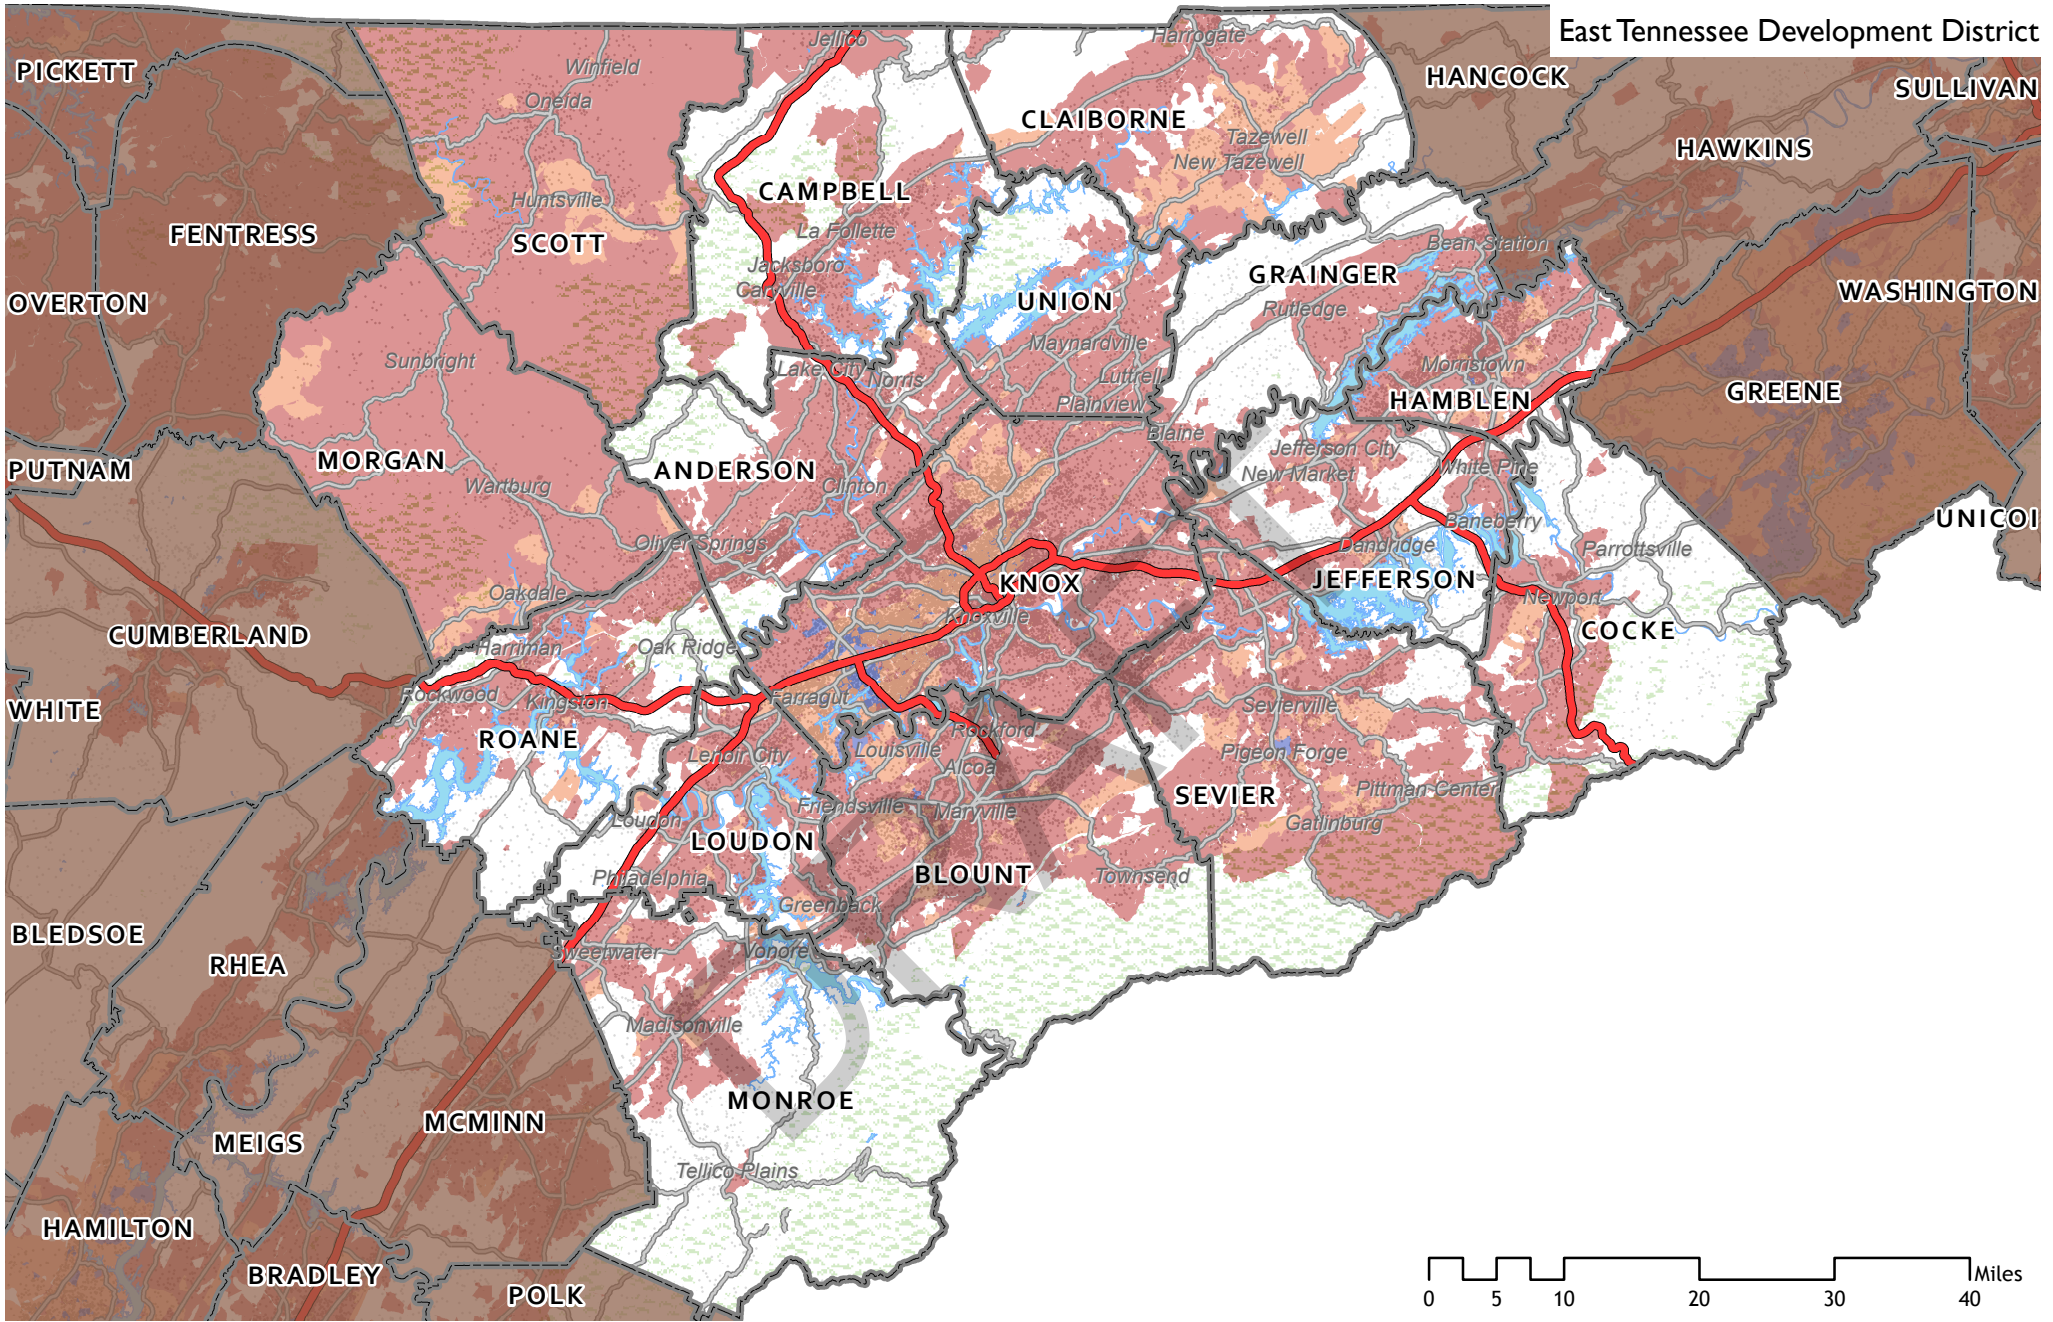 East Tennessee Development District
PICKETT
Winfield
Jellico
Harrogate
HANCOCK
SULLIVAN
Oneida
CLAIBORNE
Tazewell
New Tazewell
HAWKINS
FENTRESS
Huntsville
SCOTT
CAMPBELL
La Follette
Jacksboro
Caryville
UNION
GRAINGER
Bean Station
Rutledge
WASHINGTON
OVERTON
Sunbright
Lake City
Norris
Maynardville
Luttrell
Plainview
Morristown
HAMBLEN
GREENE
PUTNAM
MORGAN
Wartburg
ANDERSON
Clinton
Blaine
Jefferson City
New Market
White Pine
Baneberry
UNICOI
Oliver Springs
Dandridge
Parrottsville
Oakdale
KNOX
Knoxville
JEFFERSON
Newport
COCKE
CUMBERLAND
Harriman
Oak Ridge
Rockwood
Kingston
Farragut
WHITE
ROANE
Lenoir City
Louisville
Rockford
Alcoa
Sevierville
Pigeon Forge
Pittman Center
SEVIER
Gatlinburg
Loudon
LOUDON
Friendsville
Maryville
BLOUNT
Townsend
Philadelphia
Greenback
BLEDSOE
RHEA
Sweetwater
Vonore
Madisonville
MONROE
DRAFT
MCMINN
MEIGS
Tellico Plains
HAMILTON
BRADLEY
POLK
Miles
0 5 10 20 30 40